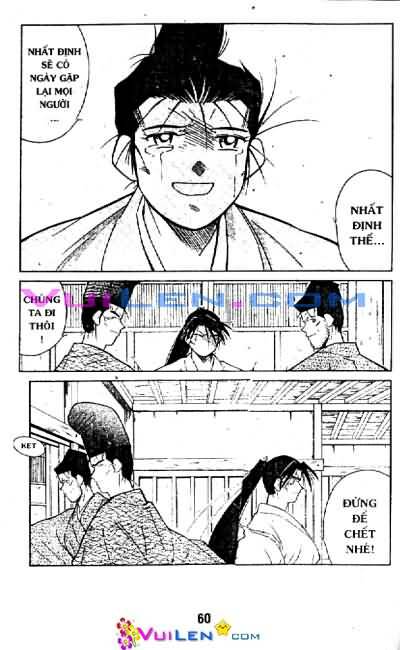 NHẤT ĐỊNH
SẼ CÓ
NGÀY GẶP
LẠI MỌI
NGƯỜI
...
NHẤT
ĐỊNH
THẾ...
VUILEN.COM
CHÚNG
TA ĐI
THÔI
!
KẸT
ĐỪNG
ĐỂ
CHẾT
NHÉ!
60
VUILEN.COM